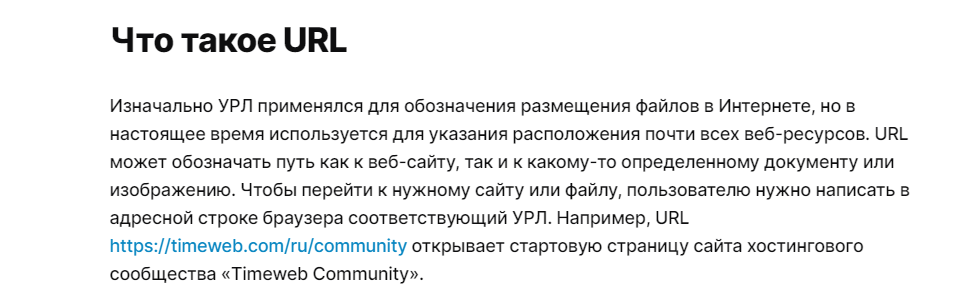 Что такое URL
Изначально УРЛ применялся для обозначения размещения файлов в Интернете, но в
настоящее время используется для указания расположения почти всех веб-ресурсов. URL
может обозначать путь как к веб-сайту, так и к какому-то определенному документу или
изображению. Чтобы перейти к нужному сайту или файлу, пользователю нужно написать в
адресной строке браузера соответствующий УРЛ. Например, URL
https://timeweb.com/ru/community открывает стартовую страницу сайта хостингового
сообщества «Timeweb Community».